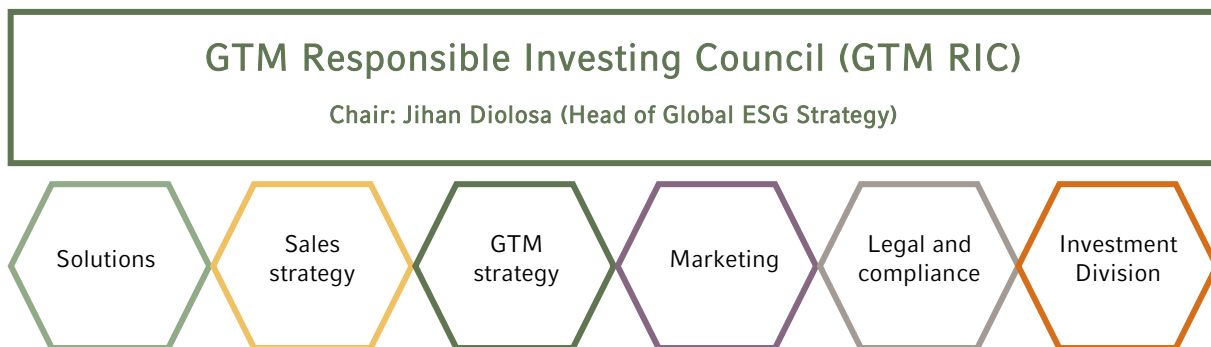 GTM Responsible Investing Council (GTM RIC)
Chair: Jihan Diolosa (Head of Global ESG Strategy)
Solutions
Sales
strategy
GTM
strategy
Marketing
Legal and
compliance
Investment
Division